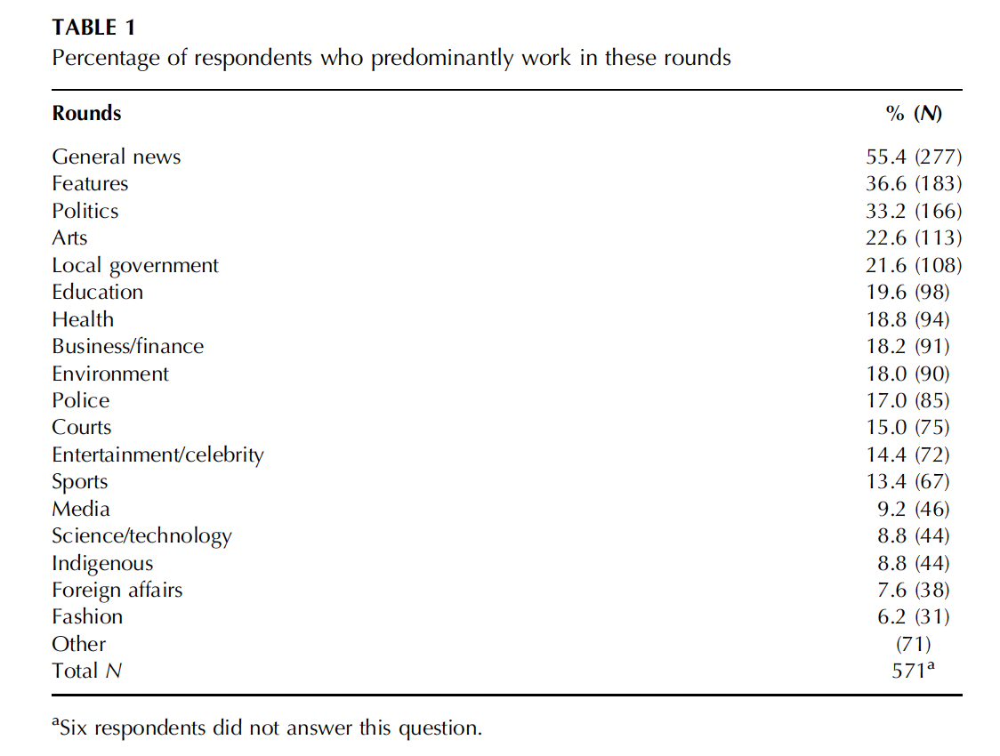 TABLE 1
Percentage of respondents who predominantly work in these rounds
Rounds % (N)
General news 55.4 (277)
Features 36.6 (183)
Politics 33.2 (166)
Arts 22.6 (113)
Local government 21.6 (108)
Education 19.6 (98)
Health 18.8 (94)
Business/finance 18.2 (91)
Environment 18.0 (90)
Police 17.0 (85)
Courts 15.0 (75)
Entertainment/celebrity 14.4 (72)
Sports 13.4 (67)
Media 9.2 (46)
Science/technology 8.8 (44)
Indigenous 8.8 (44)
Foreign affairs 7.6 (38)
Fashion 6.2 (31)
Other (71)
Total N 571ᵃ
ᵃSix respondents did not answer this question.